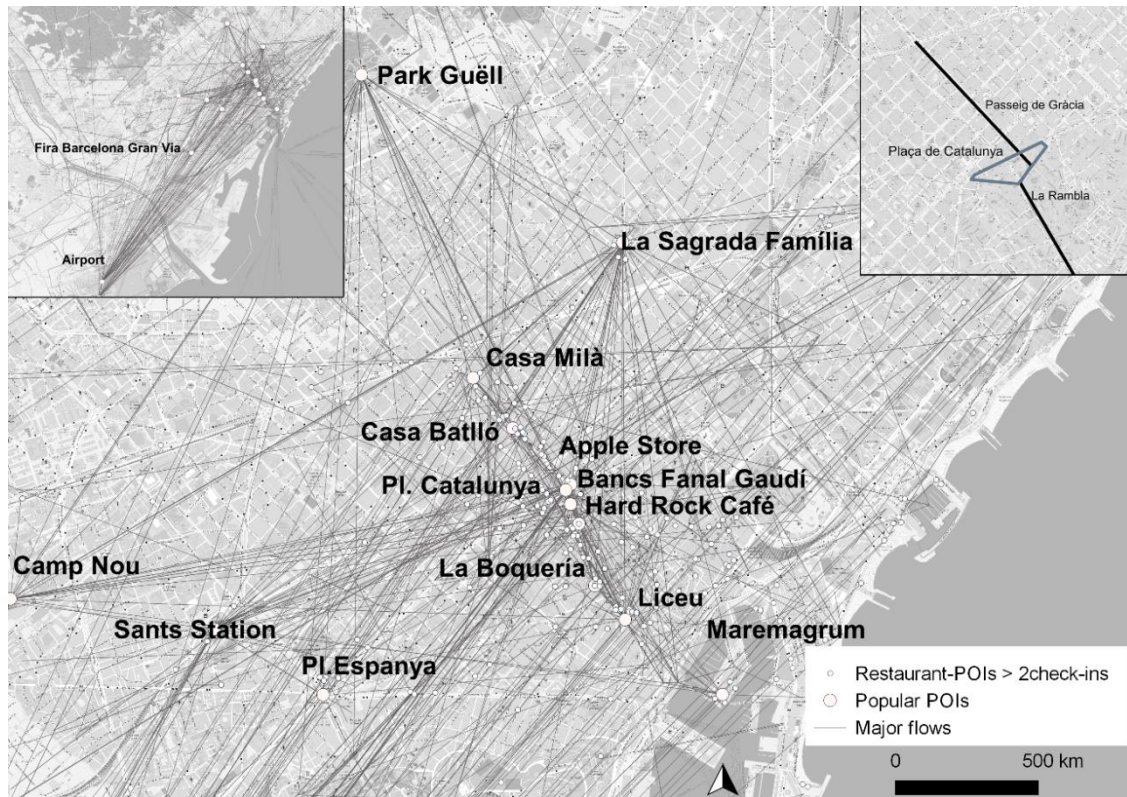 Park Güell
Fira Barcelona Gran Via
Airport
Passeig de Gràcia
Plaça de Catalunya
La Rambla
La Sagrada Família
Casa Milà
Casa Batlló
Apple Store
Pl. Catalunya
Bancs Fanal Gaudí
Hard Rock Café
Camp Nou
La Boquería
Liceu
Sants Station
Maremagrum
Pl.Espanya
Restaurant-POIs > 2check-ins
Popular POIs
Major flows
0 500 km